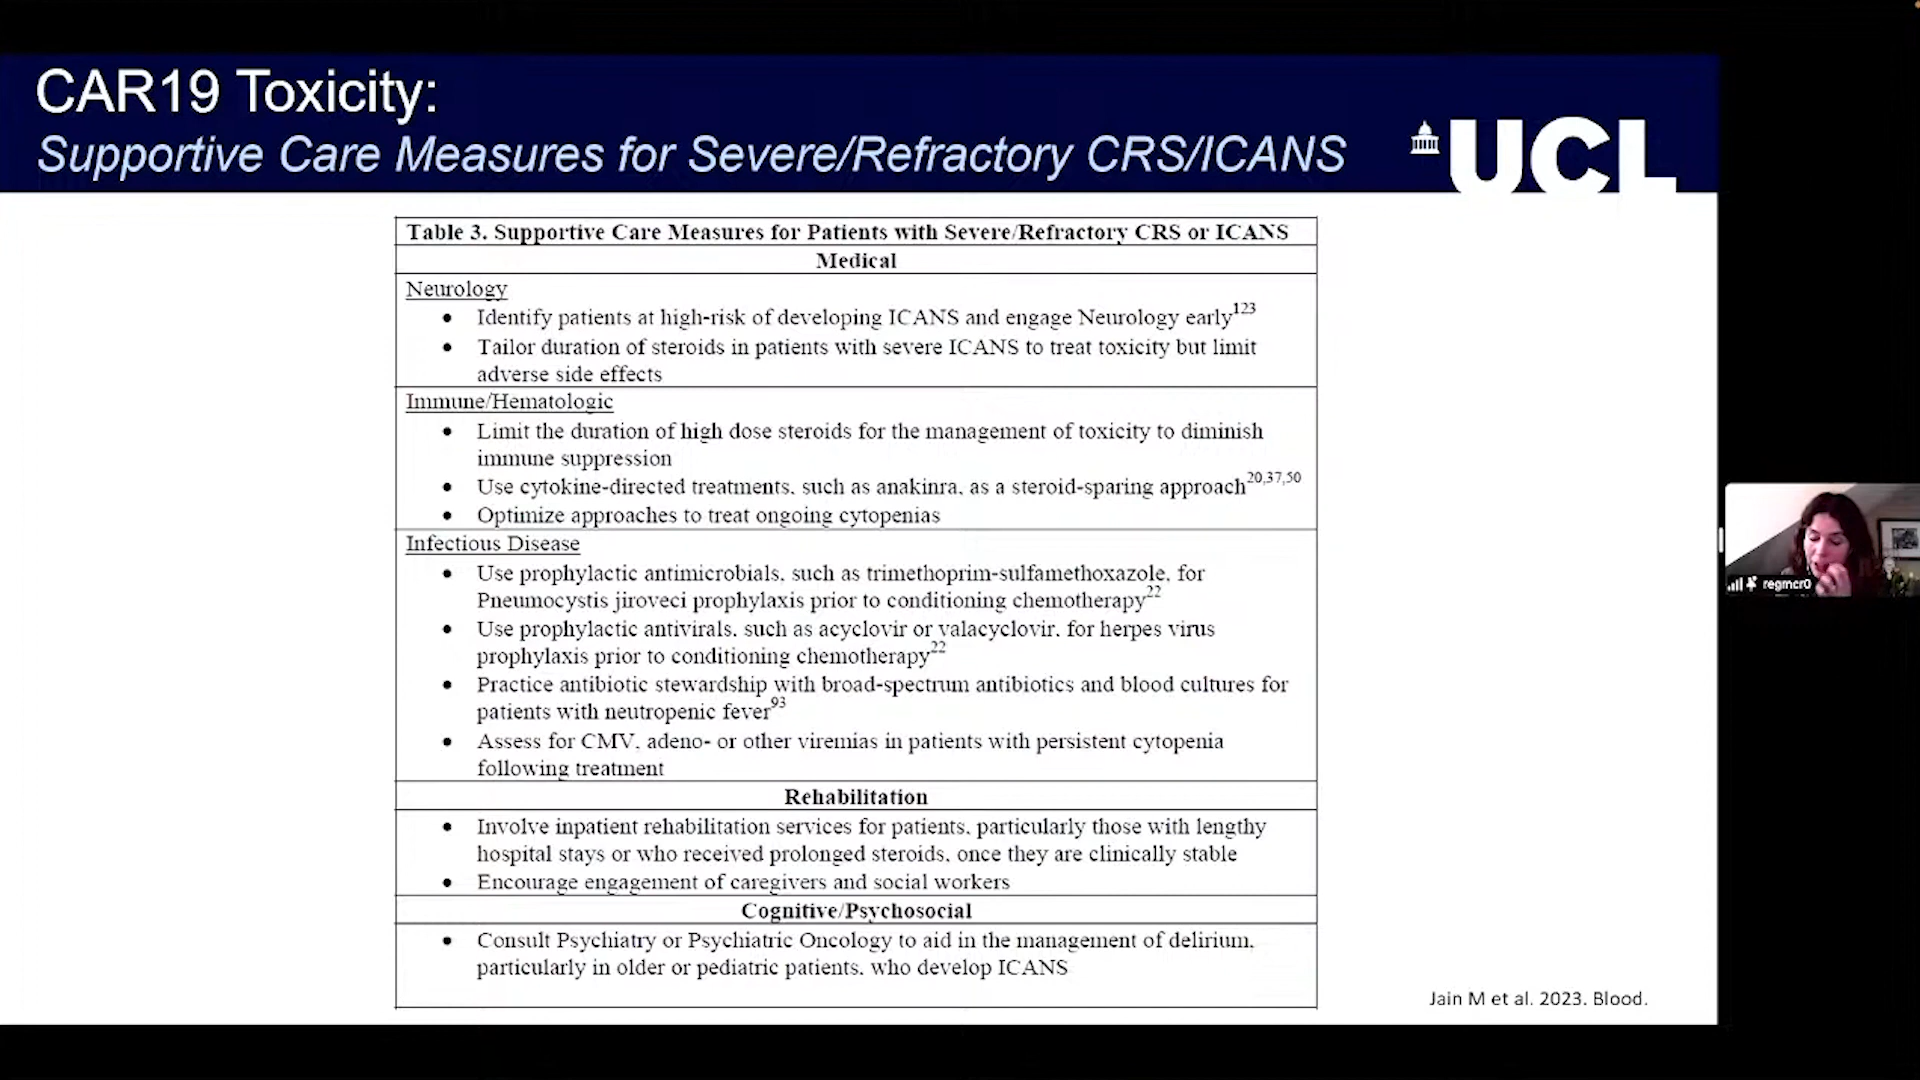 CAR19 Toxicity:
Supportive Care Measures for Severe/Refractory CRS/ICANS
UCL
Table 3. Supportive Care Measures for Patients with Severe/Refractory CRS or ICANS
Medical
Neurology
• Identify patients at high-risk of developing ICANS and engage Neurology early123
• Tailor duration of steroids in patients with severe ICANS to treat toxicity but limit
adverse side effects
Immune/Hematologic
• Limit the duration of high dose steroids for the management of toxicity to diminish
immune suppression
• Use cytokine-directed treatments, such as anakinra, as a steroid-sparing approach20,37,50
• Optimize approaches to treat ongoing cytopenias
Infectious Disease
• Use prophylactic antimicrobials, such as trimethoprim-sulfamethoxazole, for
Pneumocystis jiroveci prophylaxis prior to conditioning chemotherapy22
• Use prophylactic antivirals, such as acyclovir or valacyclovir, for herpes virus
prophylaxis prior to conditioning chemotherapy22
• Practice antibiotic stewardship with broad-spectrum antibiotics and blood cultures for
patients with neutropenic fever93
• Assess for CMV, adeno- or other viremias in patients with persistent cytopenia
following treatment
Rehabilitation
• Involve inpatient rehabilitation services for patients, particularly those with lengthy
hospital stays or who received prolonged steroids, once they are clinically stable
• Encourage engagement of caregivers and social workers
Cognitive/Psychosocial
• Consult Psychiatry or Psychiatric Oncology to aid in the management of delirium,
particularly in older or pediatric patients, who develop ICANS
Jain M et al. 2023. Blood.
regmcr0